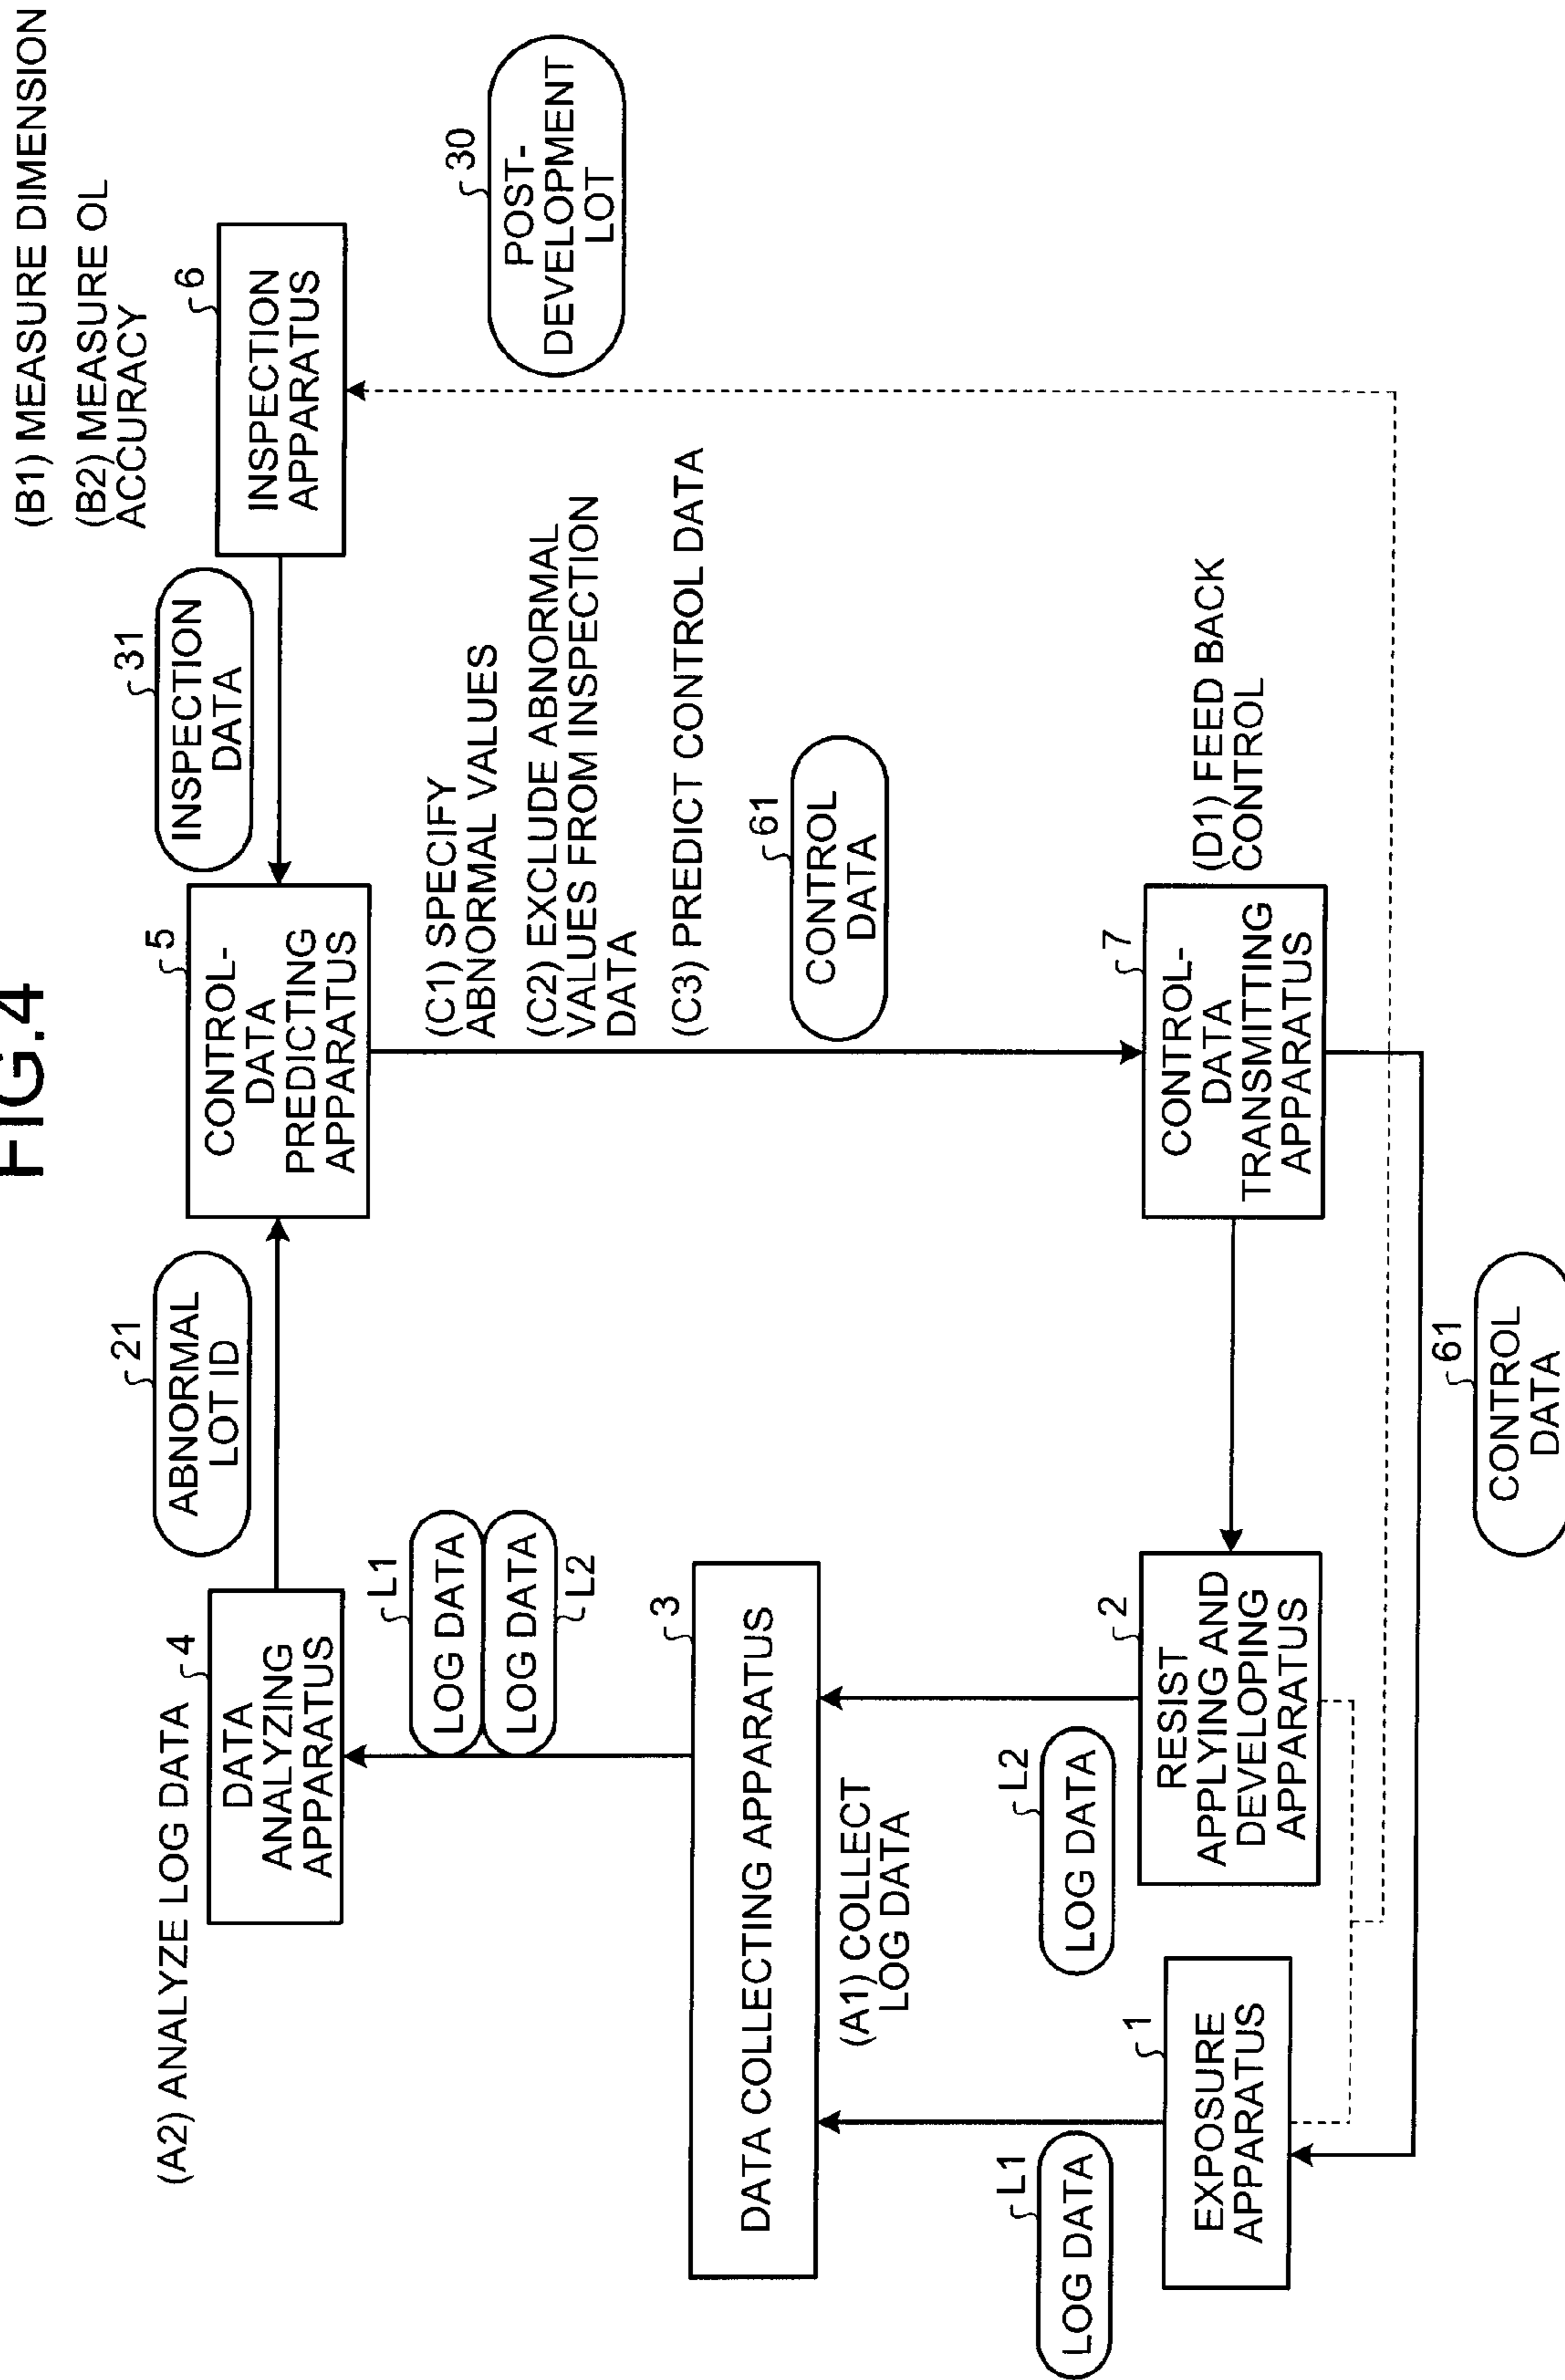 FIG.4
(A2) ANALYZE LOG DATA
4
DATA
ANALYZING
APPARATUS
21
ABNORMAL
LOT ID
5
CONTROL-
DATA
PREDICTING
APPARATUS
31
INSPECTION
DATA
6
INSPECTION
APPARATUS
(B1) MEASURE DIMENSION
(B2) MEASURE OL
ACCURACY
L1
LOG DATA
LOG DATA
L2
(C1) SPECIFY
ABNORMAL VALUES
(C2) EXCLUDE ABNORMAL
VALUES FROM INSPECTION
DATA
(C3) PREDICT CONTROL DATA
30
POST-
DEVELOPMENT
LOT
3
DATA COLLECTING APPARATUS
61
CONTROL
DATA
(A1) COLLECT
LOG DATA
L1
LOG DATA
L2
LOG DATA
1
EXPOSURE
APPARATUS
2
RESIST
APPLYING AND
DEVELOPING
APPARATUS
7
CONTROL-
DATA
TRANSMITTING
APPARATUS
(D1) FEED BACK
CONTROL
61
CONTROL
DATA